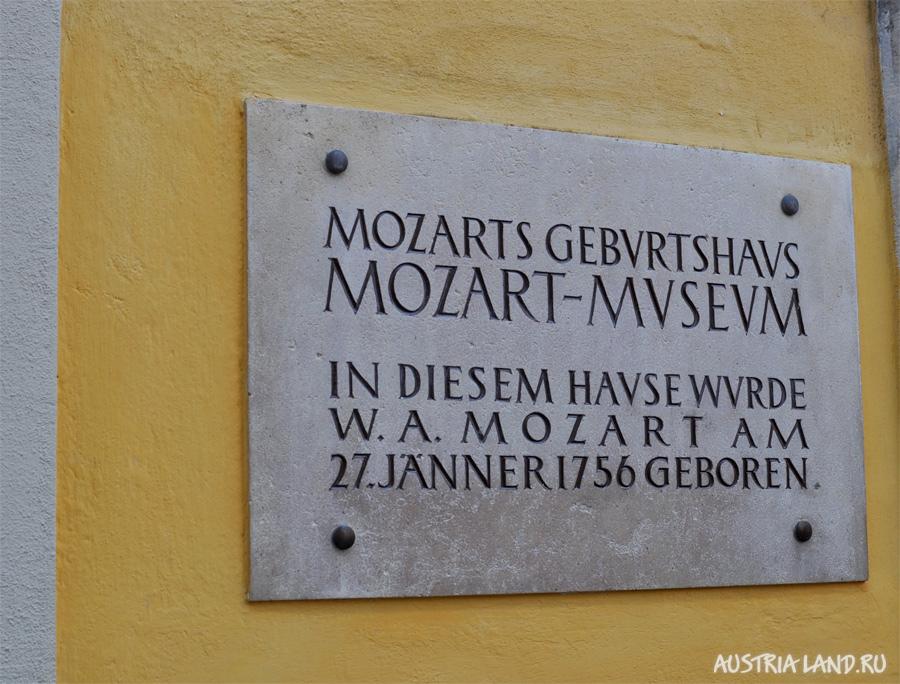 MOZARTS GEBVRTSHAVS
MOZART-MVSEVM
IN DIESEM HAVSE WVRDE
W. A. MOZART AM
27. JÄNNER 1756 GEBOREN.
AUSTRIA LAND.RU